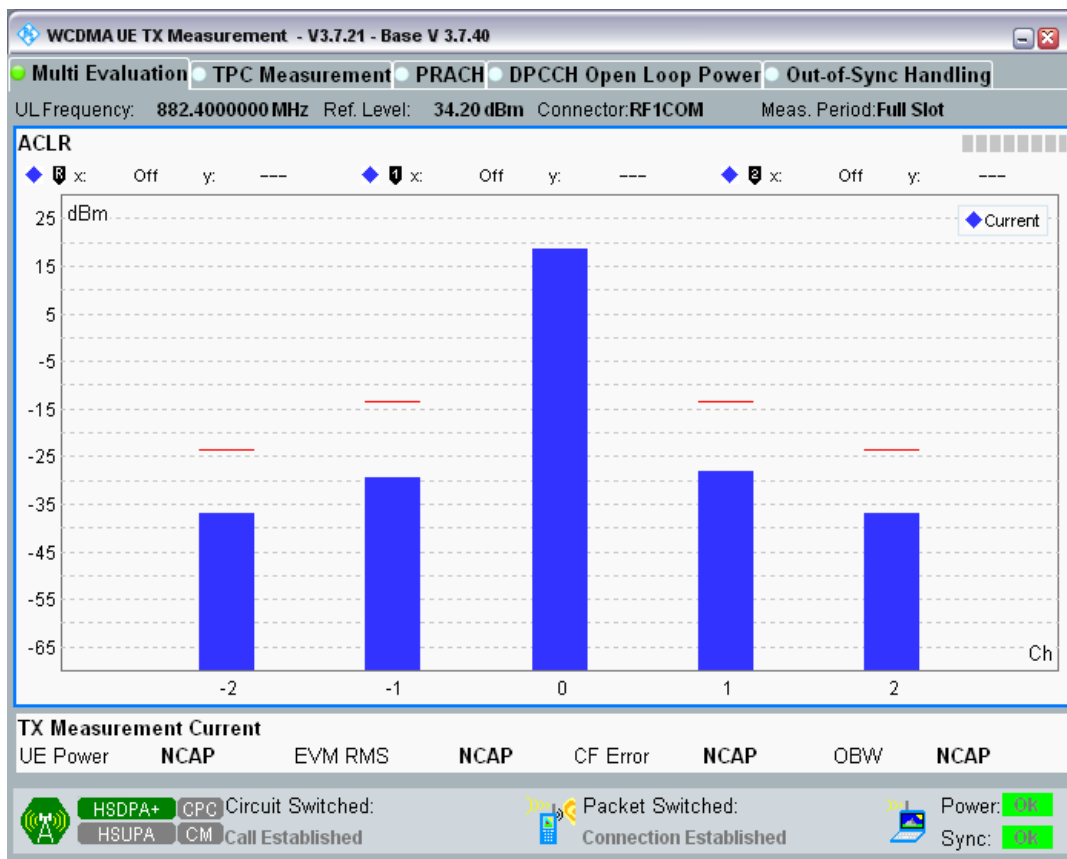 WCDMA UE TX Measurement - V3.7.21 - Base V 3.7.40
Multi Evaluation TPC Measurement PRACH DPCCH Open Loop Power Out-of-Sync Handling
UL Frequency: 882.4000000 MHz Ref. Level: 34.20 dBm Connector:RF1COM Meas. Period:Full Slot
ACLR
R x: Off y: --- 1 x: Off y: --- 2 x: Off y: ---
dBm
Current
25
15
5
-5
-15
-25
-35
-45
-55
-65
Ch
-2 -1 0 1 2
TX Measurement Current
UE Power NCAP EVM RMS NCAP CF Error NCAP OBW NCAP
HSDPA+ CPC Circuit Switched: Packet Switched: Power: OK
HSUPA CM Call Established Connection Established Sync: OK